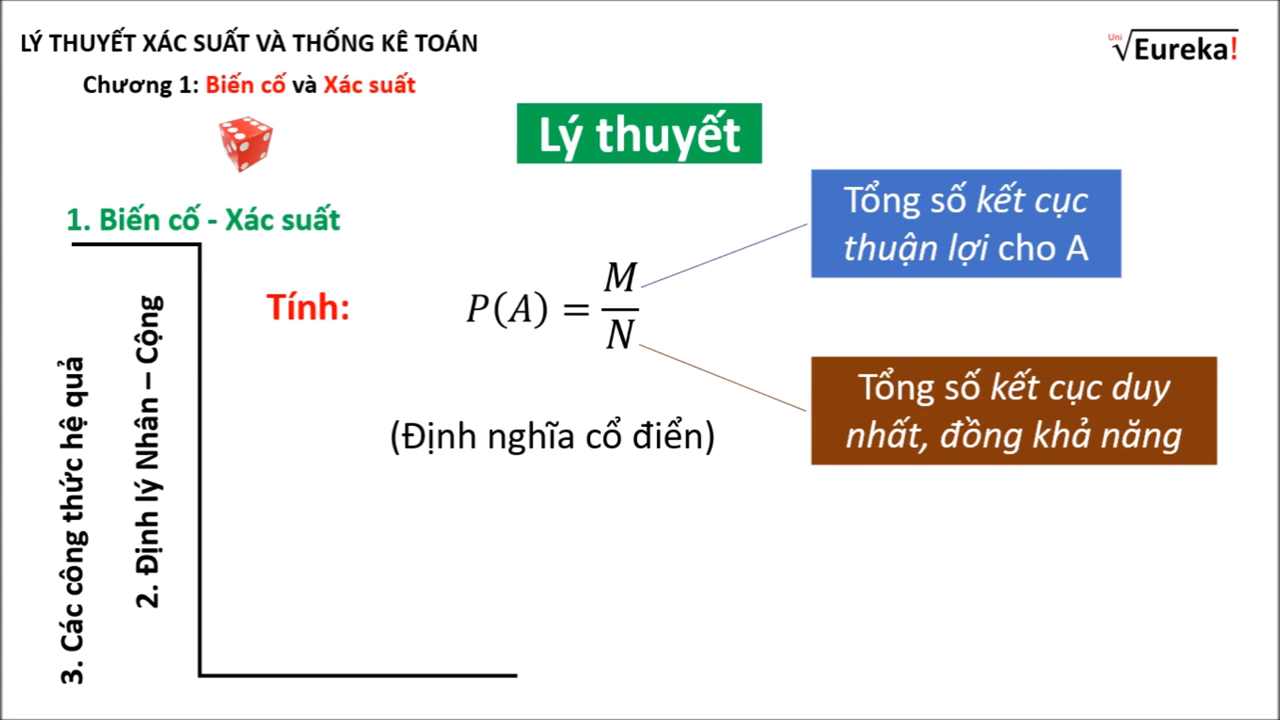 LÝ THUYẾT XÁC SUẤT VÀ THỐNG KÊ TOÁN
Uni
√Eureka!
Chương 1: Biến cố và Xác suất
Lý thuyết
1. Biến cố - Xác suất
Tổng số kết cục
thuận lợi cho A
Tính:
P(A) = M/N
Tổng số kết cục duy
nhất, đồng khả năng
(Định nghĩa cổ điển)
2. Định lý Nhân – Cộng
3. Các công thức hệ quả